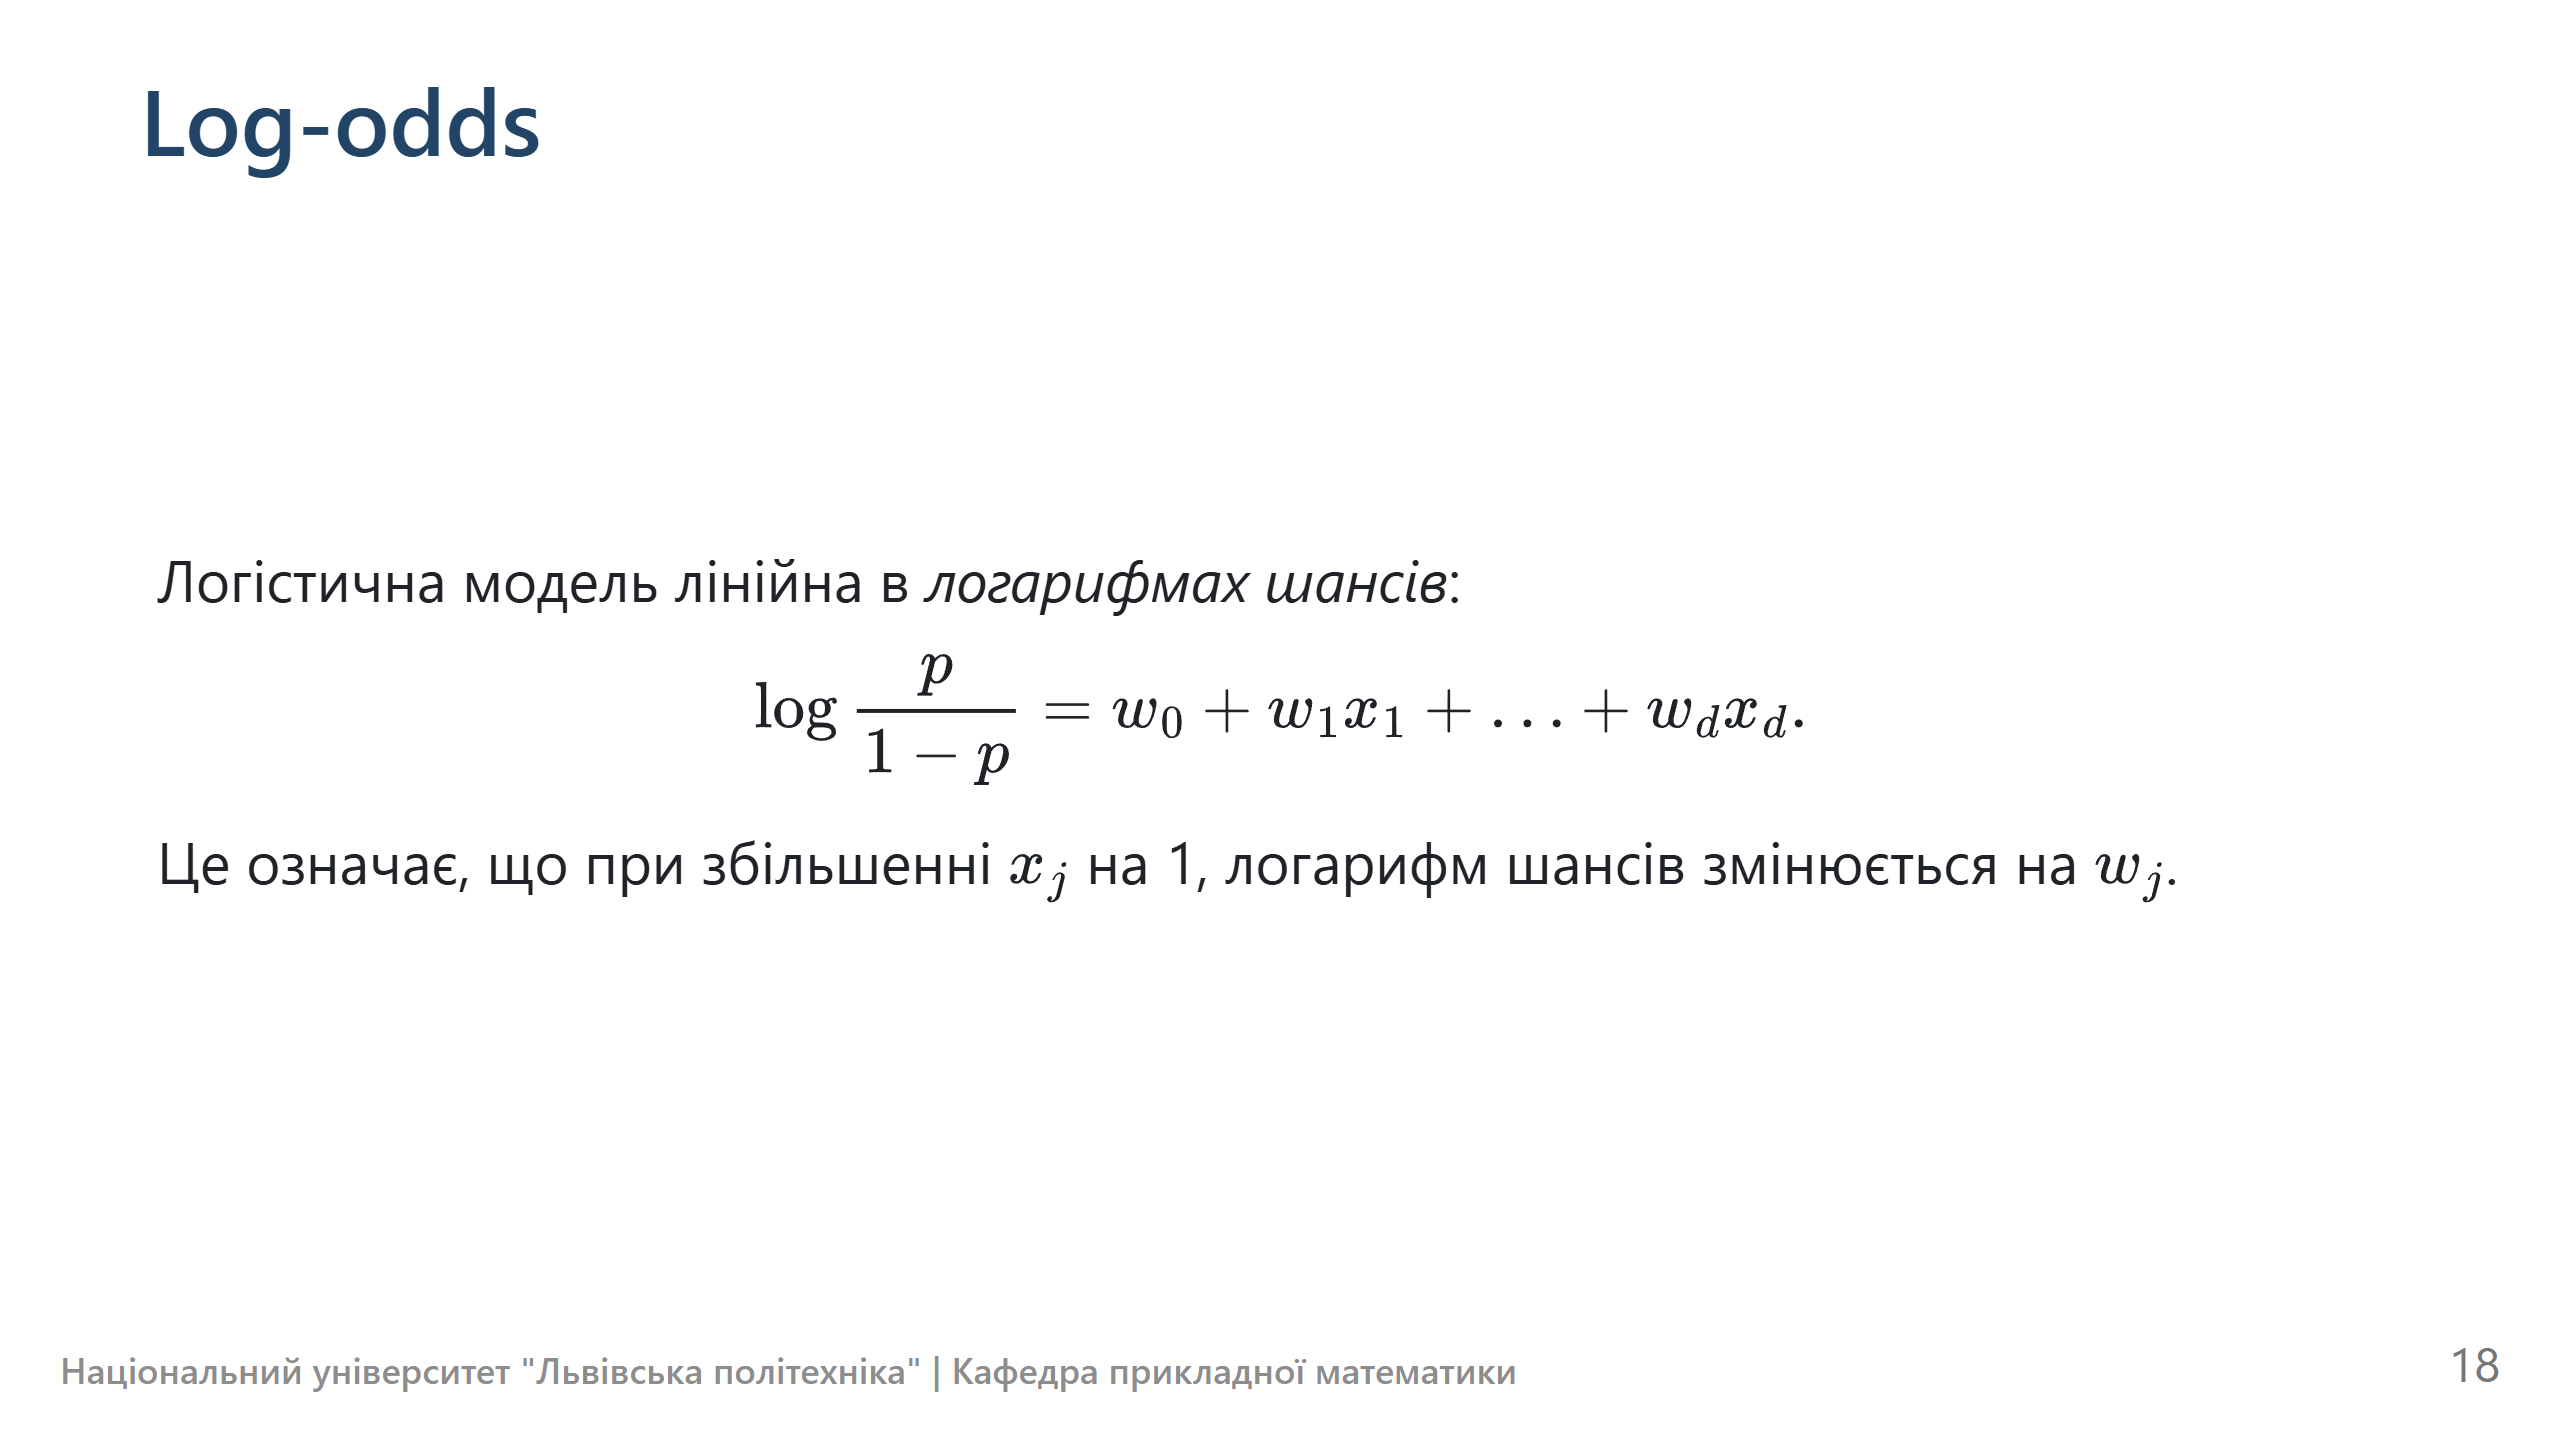 Log-odds
Логістична модель лінійна в логарифмах шансів:
log p / (1 − p) = w₀ + w₁x₁ + … + w_d x_d.
Це означає, що при збільшенні x_j на 1, логарифм шансів змінюється на w_j.
Національний університет "Львівська політехніка" | Кафедра прикладної математики
18